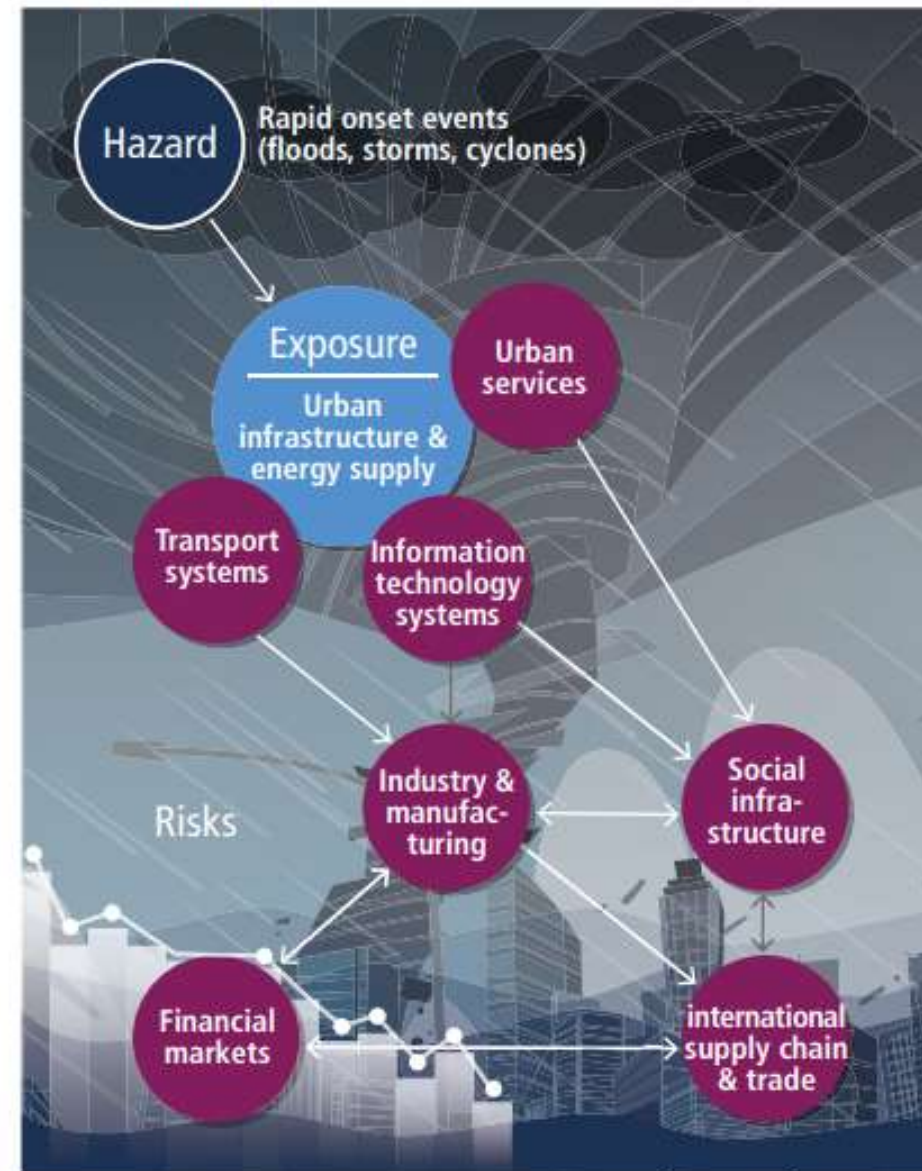 Hazard
Rapid onset events
(floods, storms, cyclones)
Exposure
Urban
infrastructure &
energy supply
Urban
services
Transport
systems
Information
technology
systems
Industry &
manufac-
turing
Social
infra-
structure
Risks
Financial
markets
international
supply chain
& trade